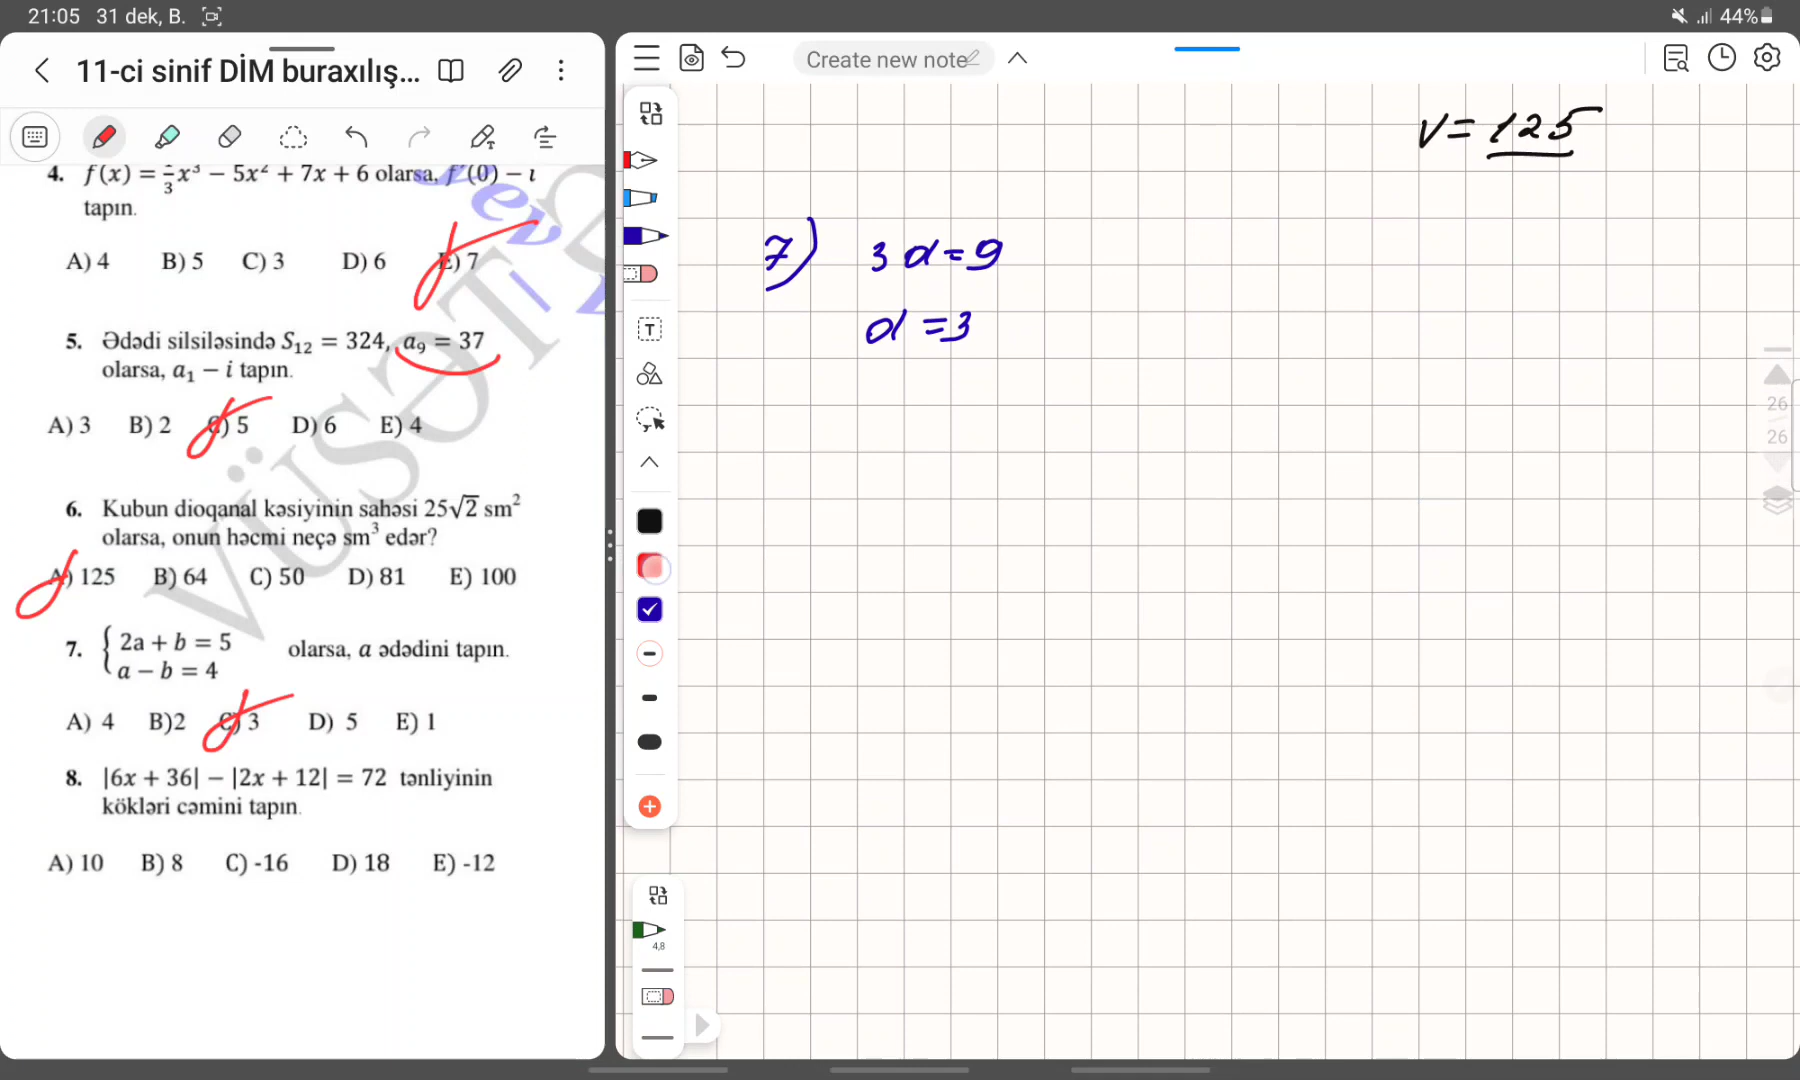 21:05 31 dek, B.
44%
11-ci sinif DİM buraxılış...
4. f(x) = x³ − 5x² + 7x + 6 olarsa, f′(0) − ı
tapın.
A) 4 B) 5 C) 3 D) 6 E) 7
5. Ədədi silsiləsində S₁₂ = 324, a₉ = 37
olarsa, a₁ − i tapın.
A) 3 B) 2 C) 5 D) 6 E) 4
6. Kubun dioqanal kəsiyinin sahəsi 25√2 sm²
olarsa, onun həcmi neçə sm³ edər?
A) 125 B) 64 C) 50 D) 81 E) 100
7. { 2a + b = 5
a − b = 4 olarsa, a ədədini tapın.
A) 4 B)2 C) 3 D) 5 E) 1
8. |6x + 36| − |2x + 12| = 72 tənliyinin
kökləri cəmini tapın.
A) 10 B) 8 C) -16 D) 18 E) -12
VÜSƏT
Create new note
V = 125
7) 3a = 9
a = 3
T
4,8
26
26